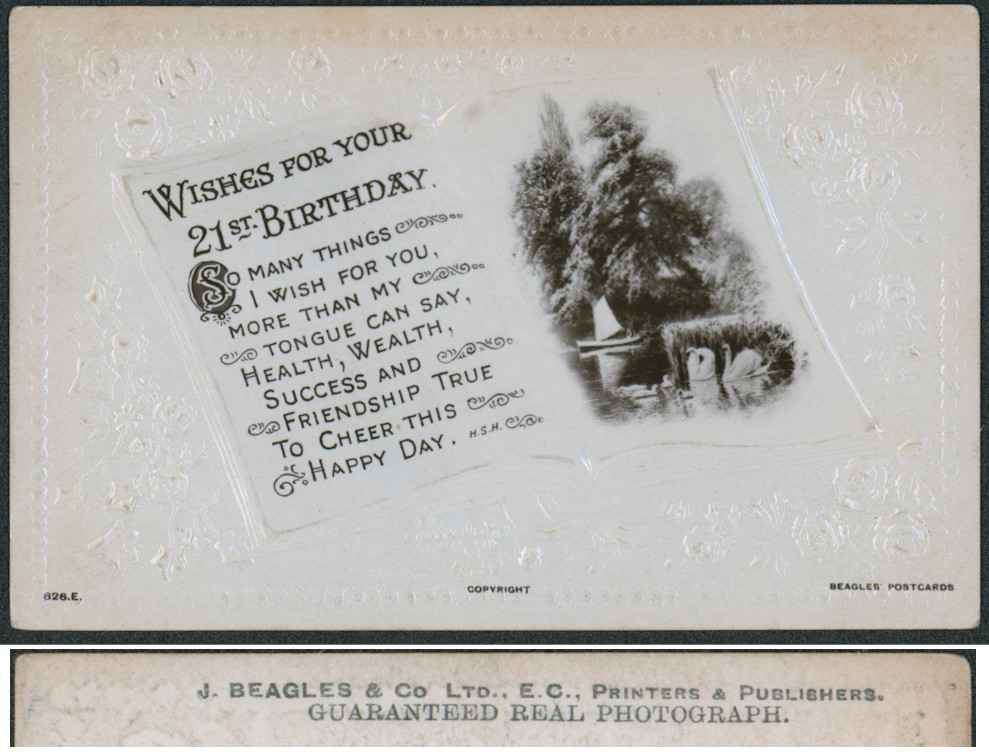 WISHES FOR YOUR
21ST. BIRTHDAY.
SO MANY THINGS
I WISH FOR YOU,
MORE THAN MY
TONGUE CAN SAY,
HEALTH, WEALTH,
SUCCESS AND
FRIENDSHIP TRUE
TO CHEER THIS
HAPPY DAY. H.S.H.
626.E.
COPYRIGHT
BEAGLES' POSTCARDS
J. BEAGLES & Co LTD., E.C., PRINTERS & PUBLISHERS.
GUARANTEED REAL PHOTOGRAPH.